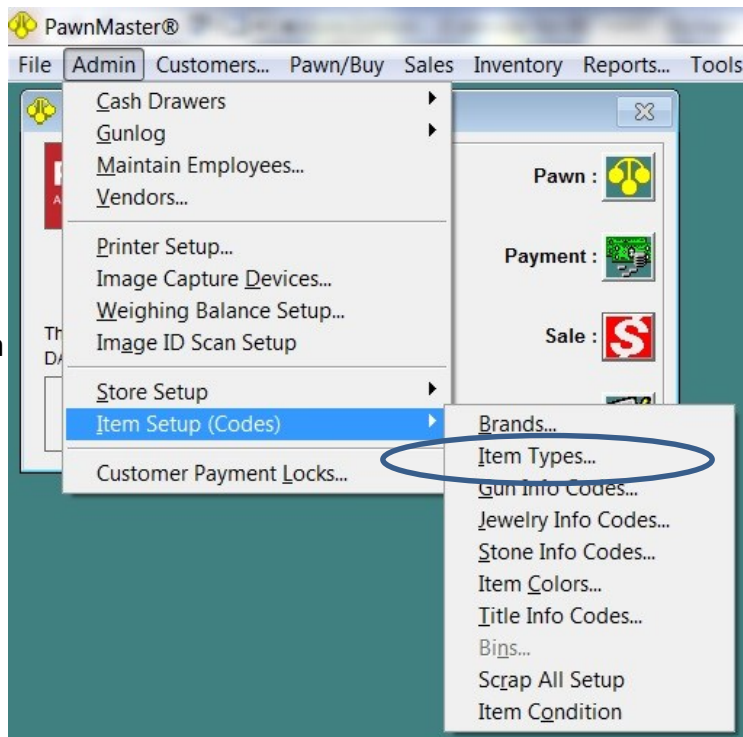 PawnMaster®
File Admin Customers... Pawn/Buy Sales Inventory Reports... Tools
Cash Drawers
Gunlog
Maintain Employees...
Vendors...
Printer Setup...
Image Capture Devices...
Weighing Balance Setup...
Image ID Scan Setup
Store Setup
Item Setup (Codes)
Customer Payment Locks...
Pawn :
Payment :
Sale :
Brands...
Item Types...
Gun Info Codes...
Jewelry Info Codes...
Stone Info Codes...
Item Colors...
Title Info Codes...
Bins...
Scrap All Setup
Item Condition